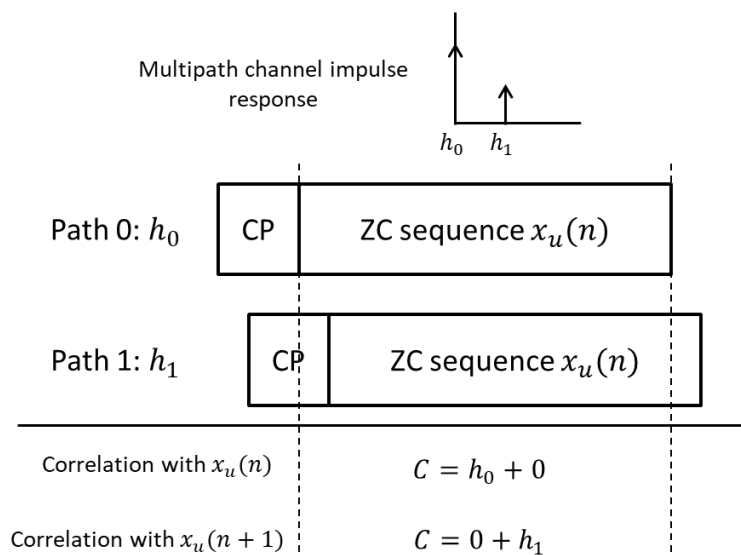 Multipath channel impulse
response
h₀ h₁
Path 0: h₀ CP ZC sequence xᵤ(n)
Path 1: h₁ CP ZC sequence xᵤ(n)
Correlation with xᵤ(n) C = h₀ + 0
Correlation with xᵤ(n + 1) C = 0 + h₁